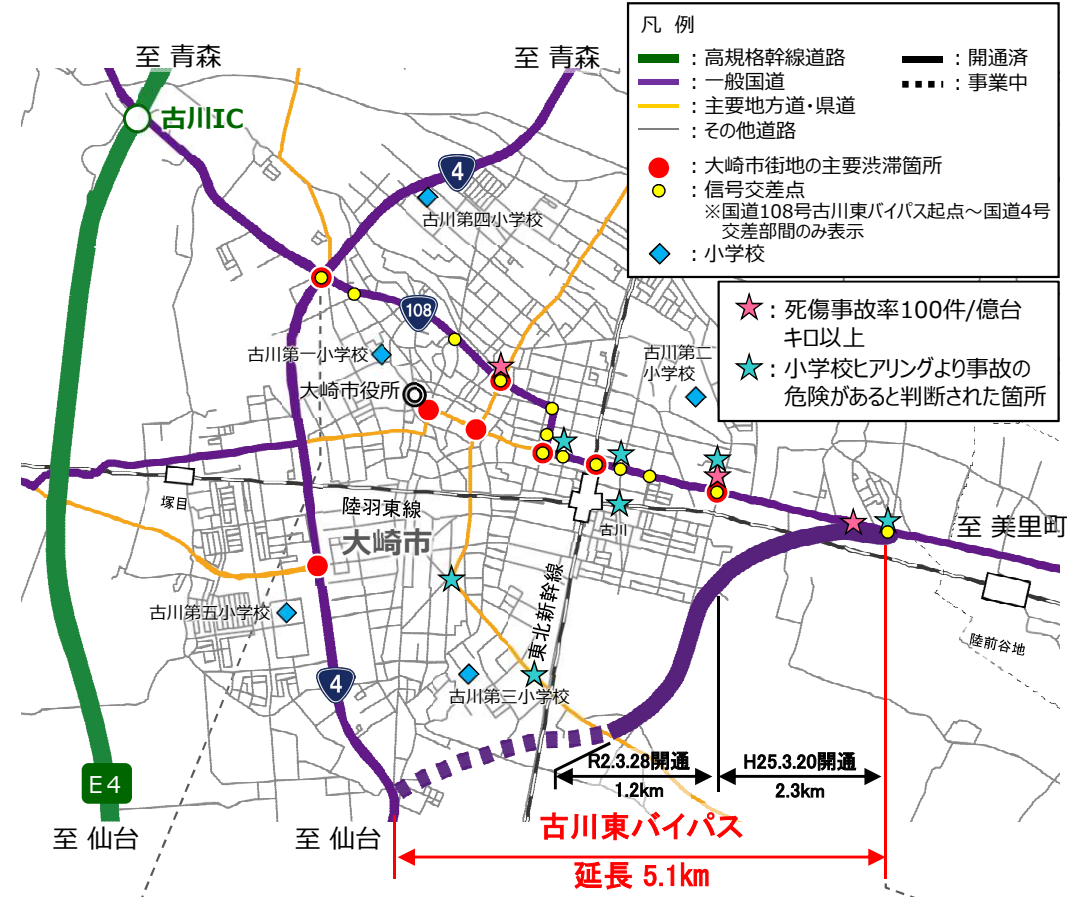 凡 例
：高規格幹線道路
：開通済
：一般国道
：事業中
：主要地方道・県道
：その他道路
：大崎市街地の主要渋滞箇所
：信号交差点
※国道108号古川東バイパス起点～国道4号
交差部間のみ表示
：小学校
：死傷事故率100件/億台
キロ以上
：小学校ヒアリングより事故の
危険があると判断された箇所
至 青森
至 青森
古川IC
4
古川第四小学校
108
古川第一小学校
古川第二
小学校
大崎市役所
塚目
陸羽東線
古川
至 美里町
大崎市
東北新幹線
古川第五小学校
陸前谷地
古川第三小学校
4
R2.3.28開通
H25.3.20開通
1.2km
2.3km
E4
至 仙台
至 仙台
古川東バイパス
延長 5.1km